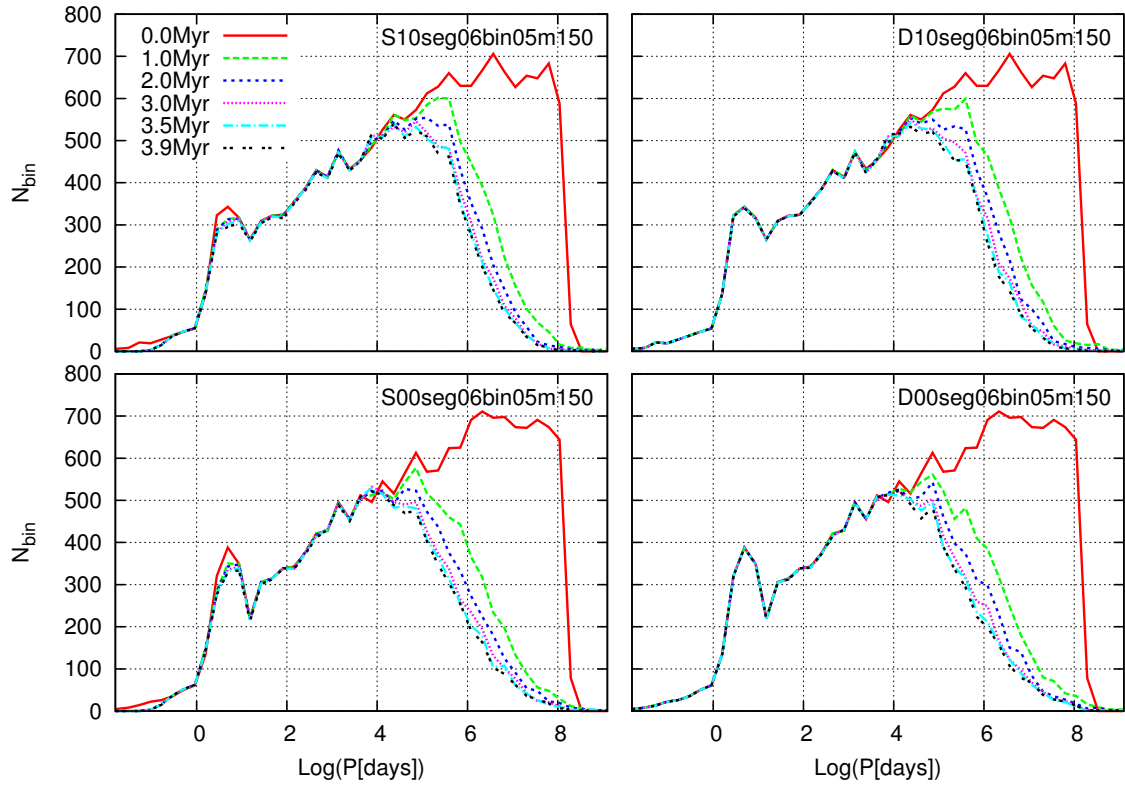 800
700
600
500
400
300
200
100
0
N_bin
0.0Myr
1.0Myr
2.0Myr
3.0Myr
3.5Myr
3.9Myr
S10seg06bin05m150
D10seg06bin05m150
800
700
600
500
400
300
200
100
0
N_bin
S00seg06bin05m150
D00seg06bin05m150
0 2 4 6 8
Log(P[days])
0 2 4 6 8
Log(P[days])